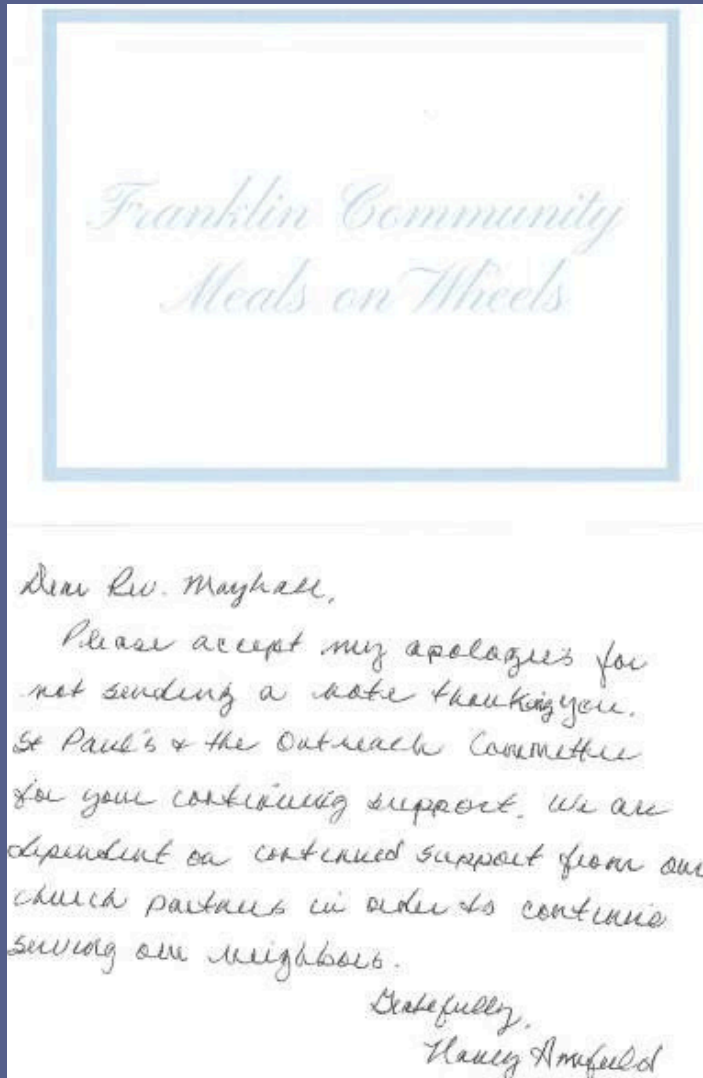 Franklin Community
Meals on Wheels
Dear Rev. Mayhall,
Please accept my apologies for
not sending a note thanking you.
St Paul's & the Outreach Committee
for your continuing support. We are
dependent on continued support from our
church partners in order to continue
serving our neighbors.
Gratefully,
Nancy